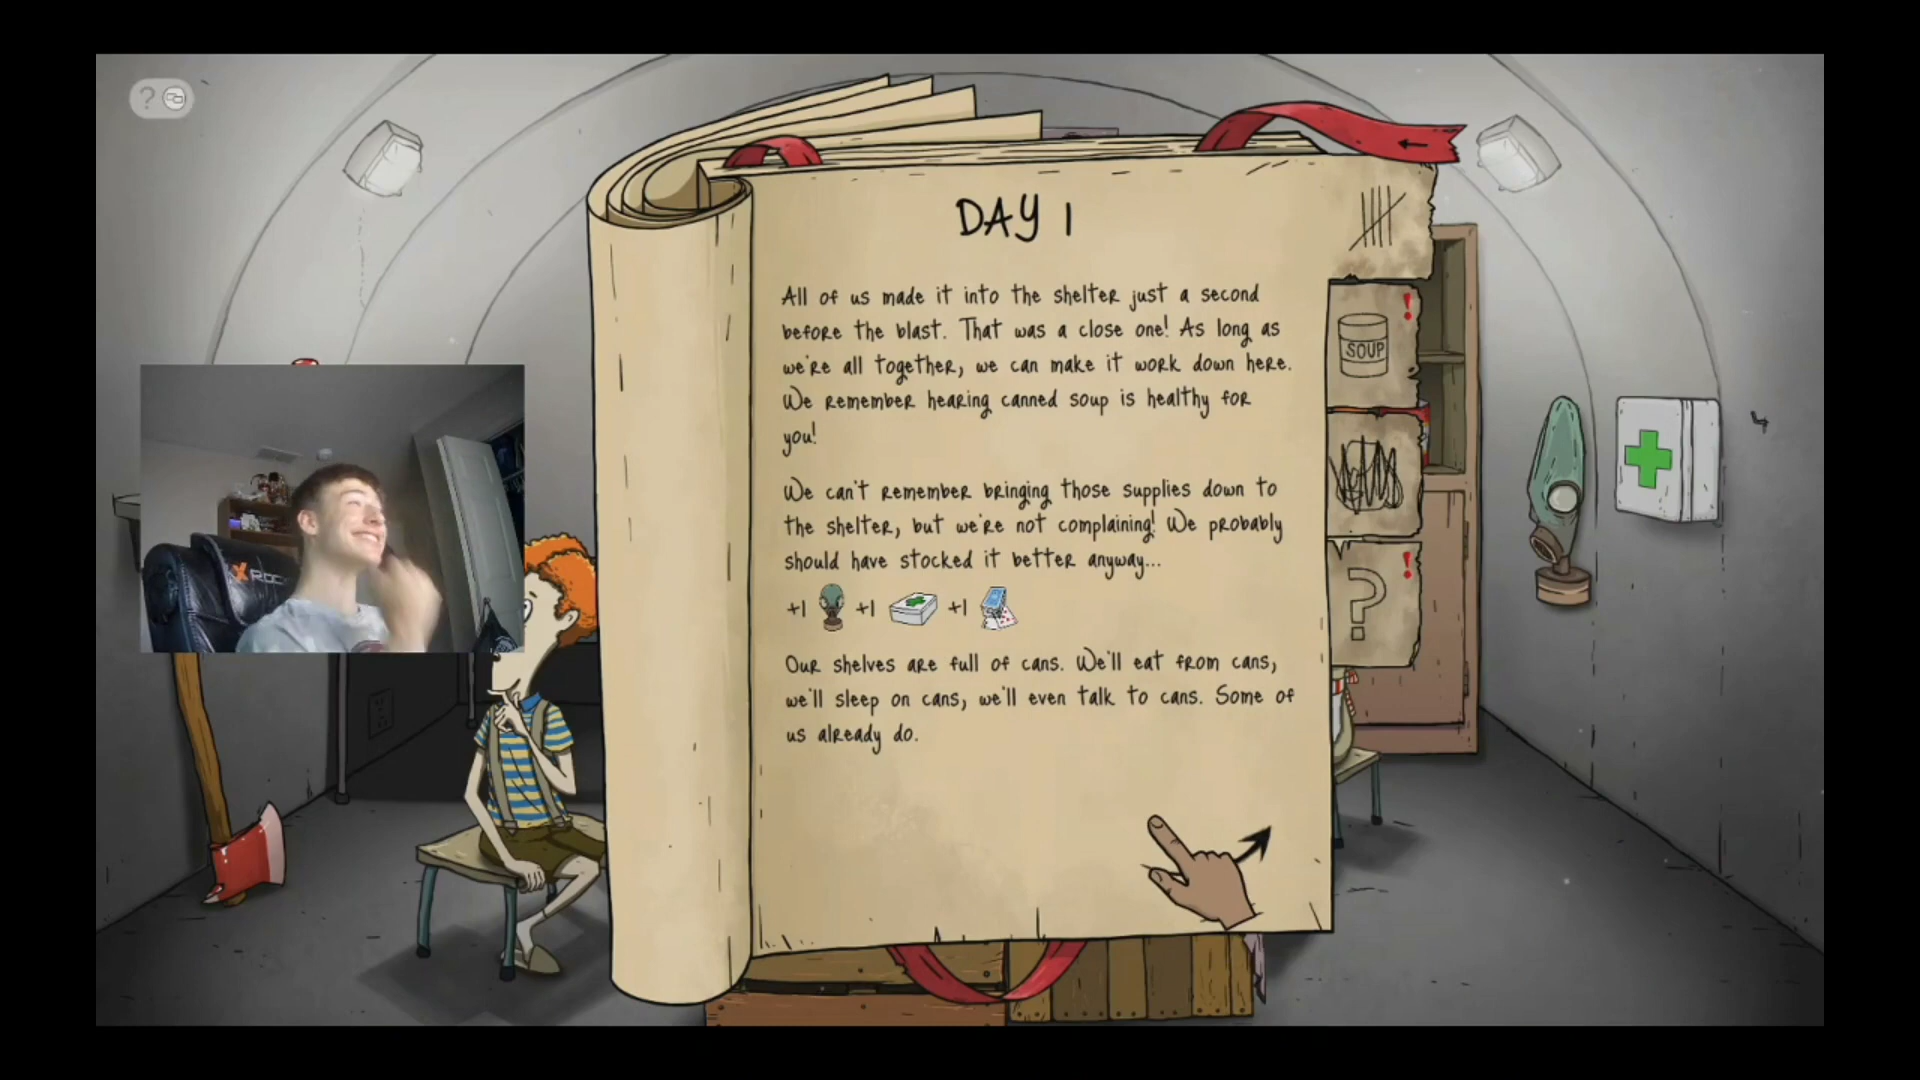 ?
DAY 1
All of us made it into the shelter just a second
before the blast. That was a close one! As long as
we're all together, we can make it work down here.
We remember hearing canned soup is healthy for
you!
We can't remember bringing those supplies down to
the shelter, but we're not complaining! We probably
should have stocked it better anyway...
+1 +1 +1
Our shelves are full of cans. We'll eat from cans,
we'll sleep on cans, we'll even talk to cans. Some of
us already do.
!
SOUP
!
?
X ROCK